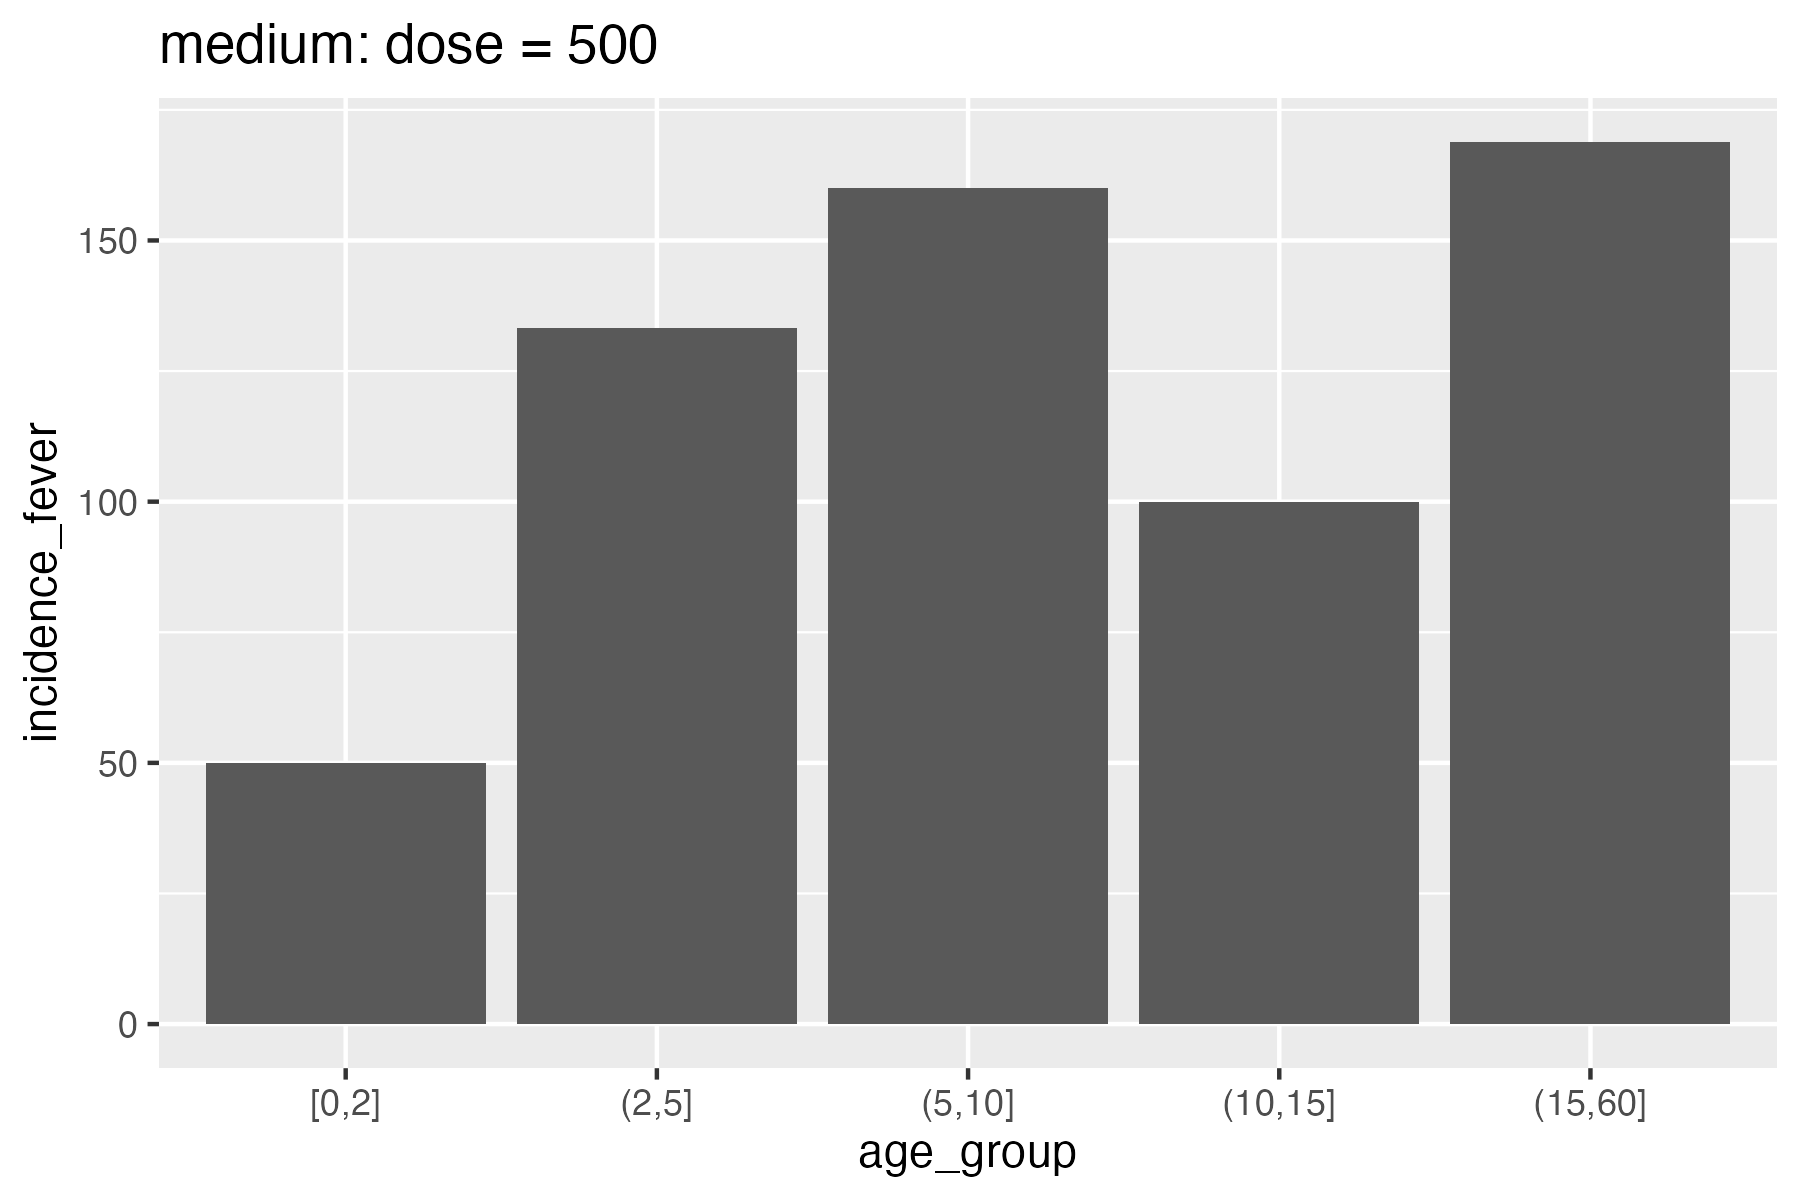 medium: dose = 500
incidence_fever
150
100
50
0
[0,2] (2,5] (5,10] (10,15] (15,60]
age_group